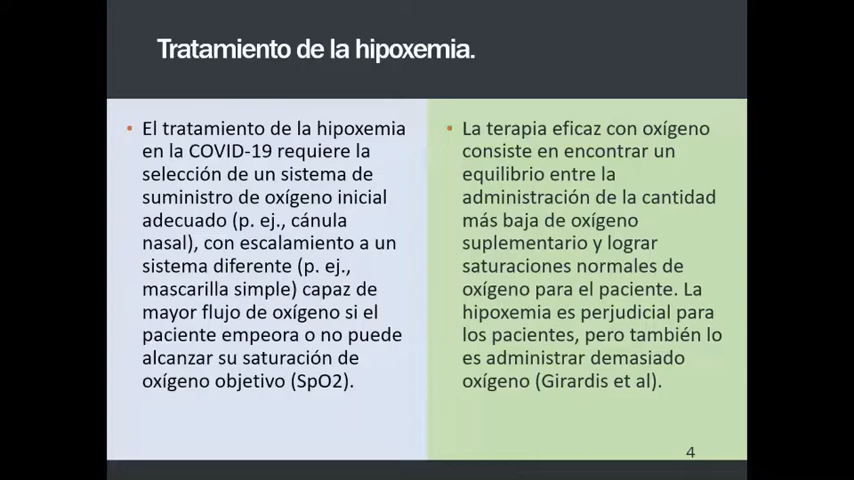 Tratamiento de la hipoxemia.
• El tratamiento de la hipoxemia
en la COVID-19 requiere la
selección de un sistema de
suministro de oxígeno inicial
adecuado (p. ej., cánula
nasal), con escalamiento a un
sistema diferente (p. ej.,
mascarilla simple) capaz de
mayor flujo de oxígeno si el
paciente empeora o no puede
alcanzar su saturación de
oxígeno objetivo (SpO2).
• La terapia eficaz con oxígeno
consiste en encontrar un
equilibrio entre la
administración de la cantidad
más baja de oxígeno
suplementario y lograr
saturaciones normales de
oxígeno para el paciente. La
hipoxemia es perjudicial para
los pacientes, pero también lo
es administrar demasiado
oxígeno (Girardis et al).
4